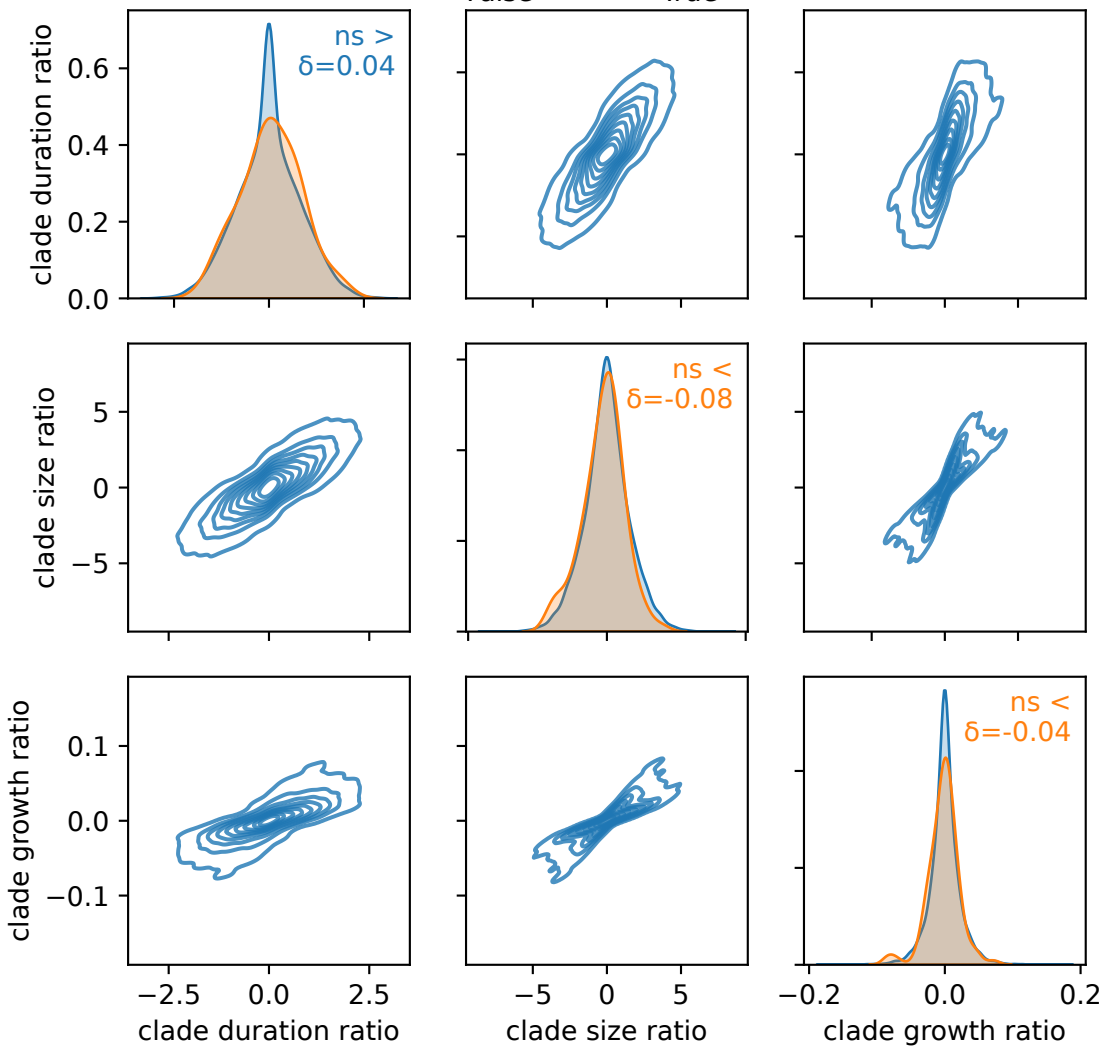 clade duration ratio
0.6
0.4
0.2
0.0
ns >
δ=0.04
clade size ratio
5
0
−5
ns <
δ=-0.08
clade growth ratio
0.1
0.0
−0.1
ns <
δ=-0.04
−2.5 0.0 2.5
−5 0 5
−0.2 0.0 0.2
clade duration ratio
clade size ratio
clade growth ratio